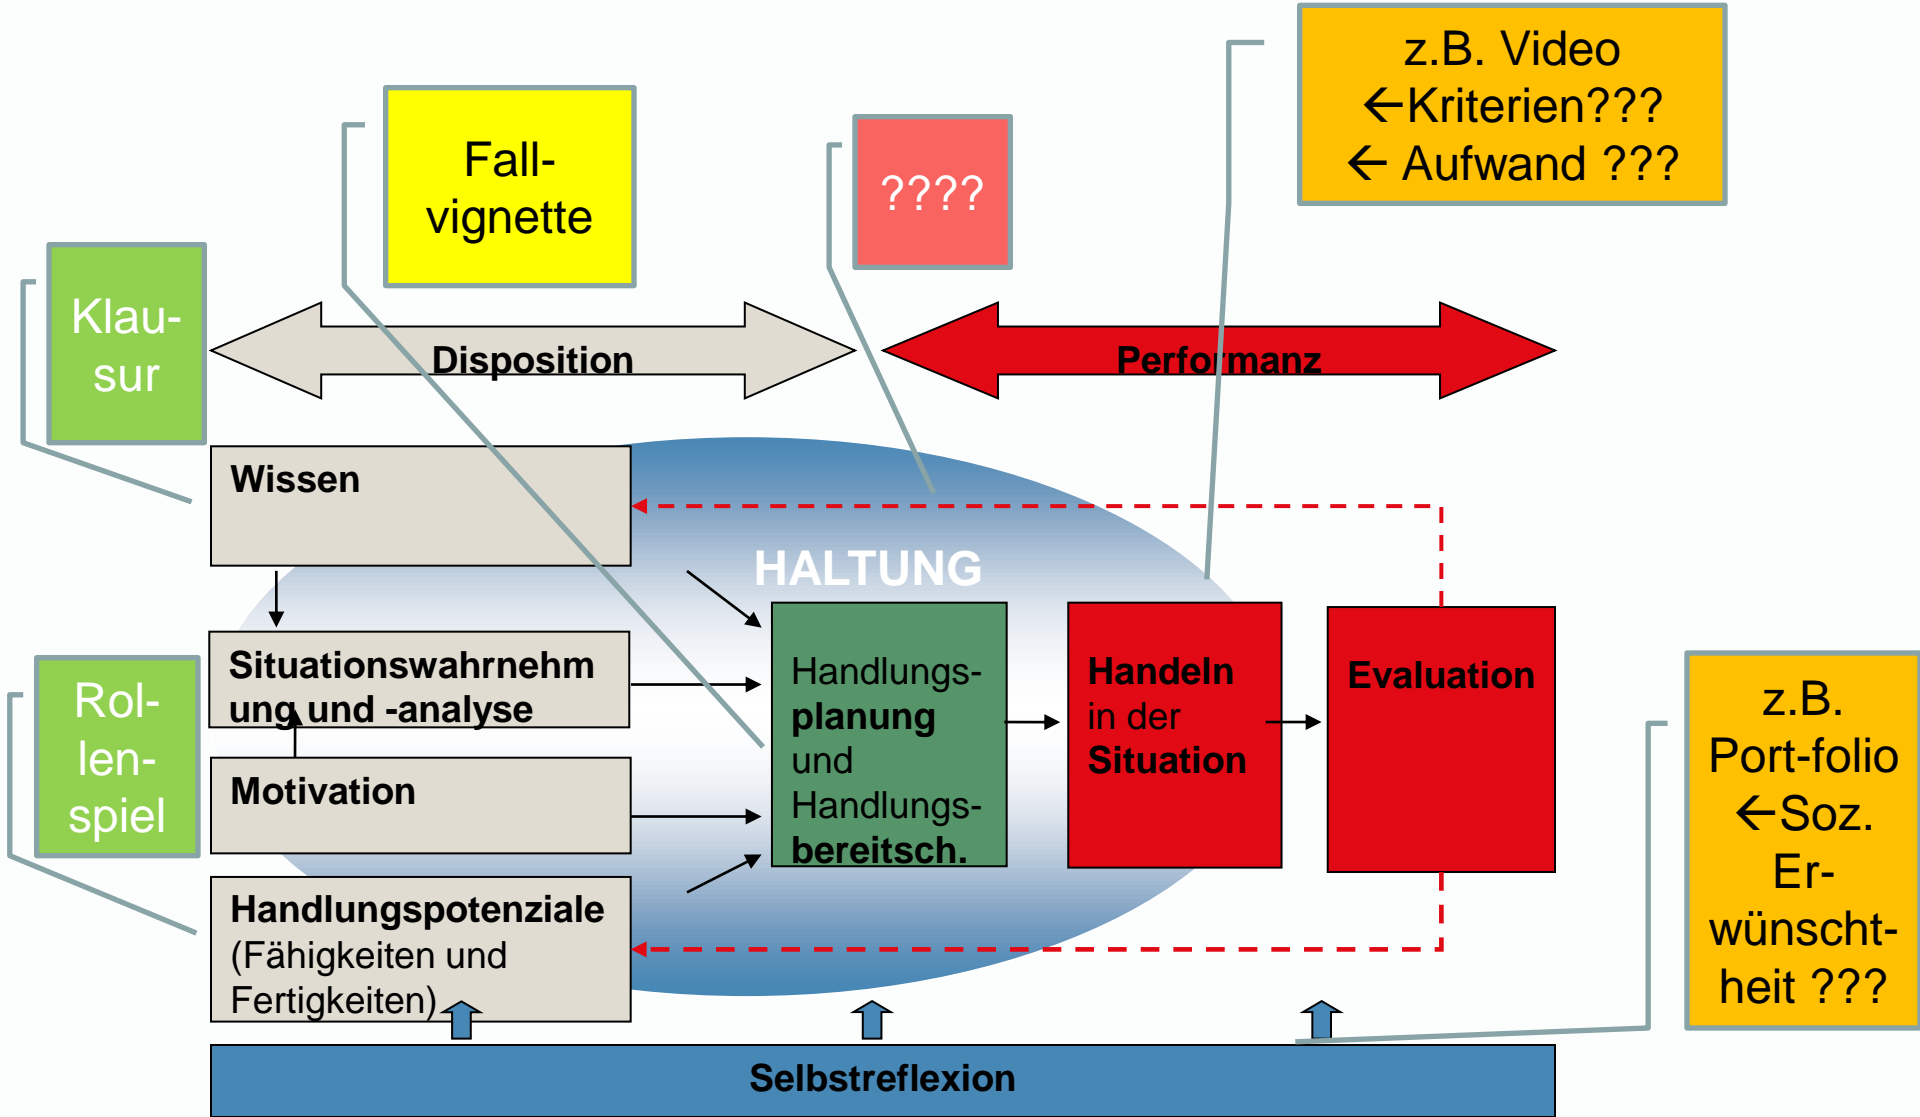 z.B. Video
←Kriterien???
← Aufwand ???
Fall-
vignette
????
Klau-
sur
Disposition
Performanz
Wissen
HALTUNG
Situationswahrnehm
ung und -analyse
Motivation
Handlungspotenziale
(Fähigkeiten und
Fertigkeiten)
Rol-
len-
spiel
Handlungs-
planung
und
Handlungs-
bereitsch.
Handeln
in der
Situation
Evaluation
z.B.
Port-folio
←Soz.
Er-
wünscht-
heit ???
Selbstreflexion